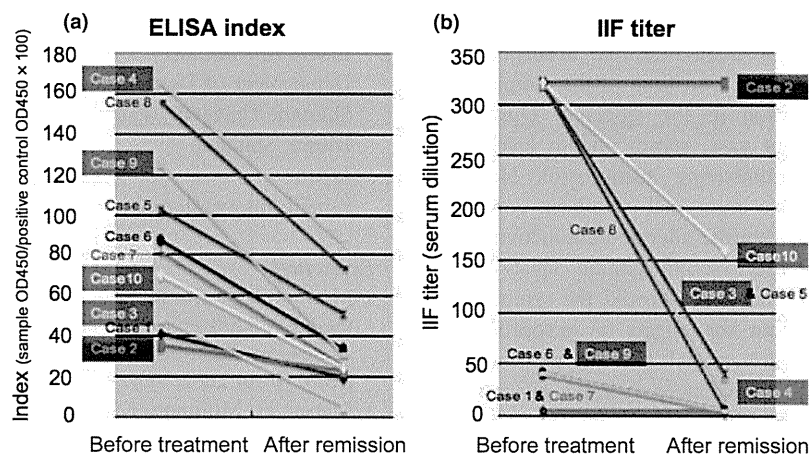 (a)
ELISA index
Index (sample OD450/positive control OD450 × 100)
180
160
140
120
100
80
60
40
20
0
Case 4
Case 8
Case 9
Case 5
Case 6
Case 7
Case10
Case 3
Case 1
Case 2
Before treatment
After remission
(b)
IIF titer
IIF titer (serum dilution)
350
300
250
200
150
100
50
0
Case 2
Case 8
Case10
Case 3 & Case 5
Case 6 & Case 9
Case 1 & Case 7
Case 4
Before treatment
After remission